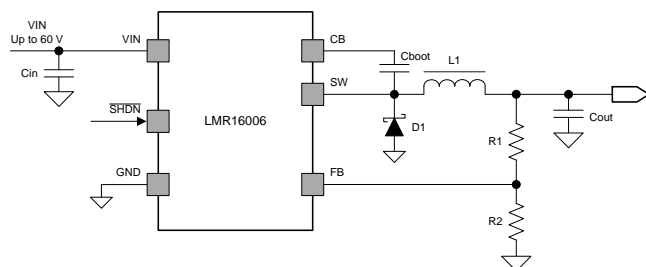 VIN
Up to 60 V
VIN
CB
Cboot
L1
Cin
SW
SHDN
LMR16006
D1
Cout
R1
GND
FB
R2